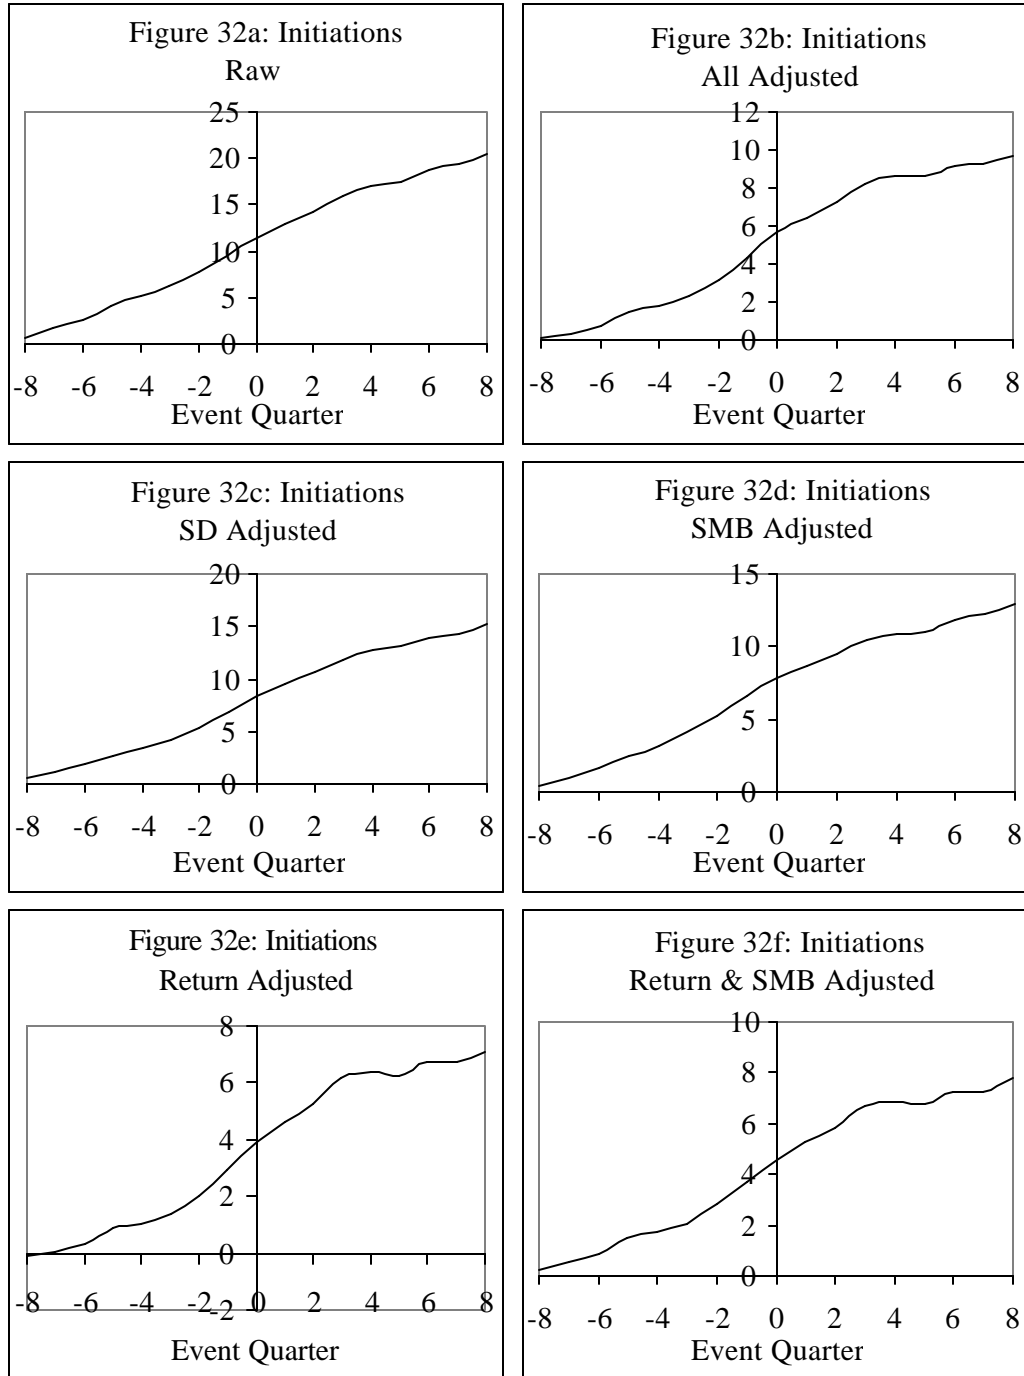 Figure 32a: Initiations
Raw
25
20
15
10
5
0
-8 -6 -4 -2 0 2 4 6 8
Event Quarter
Figure 32b: Initiations
All Adjusted
12
10
8
6
4
2
0
-8 -6 -4 -2 0 2 4 6 8
Event Quarter
Figure 32c: Initiations
SD Adjusted
20
15
10
5
0
-8 -6 -4 -2 0 2 4 6 8
Event Quarter
Figure 32d: Initiations
SMB Adjusted
15
10
5
0
-8 -6 -4 -2 0 2 4 6 8
Event Quarter
Figure 32e: Initiations
Return Adjusted
8
6
4
2
0
-2
-8 -6 -4 -2 0 2 4 6 8
Event Quarter
Figure 32f: Initiations
Return & SMB Adjusted
10
8
6
4
2
0
-8 -6 -4 -2 0 2 4 6 8
Event Quarter